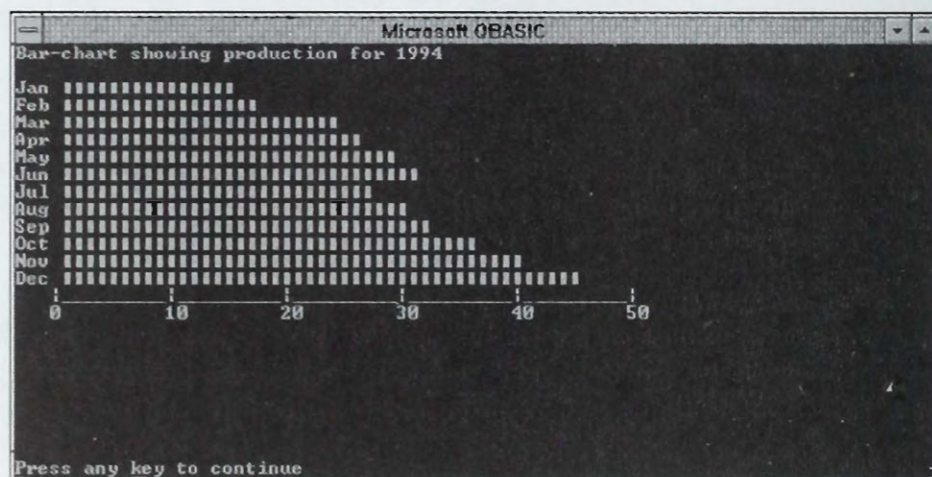 Microsoft QBASIC
Bar-chart showing production for 1994
Jan
Feb
Mar
Apr
May
Jun
Jul
Aug
Sep
Oct
Nov
Dec
0 10 20 30 40 50
Press any key to continue